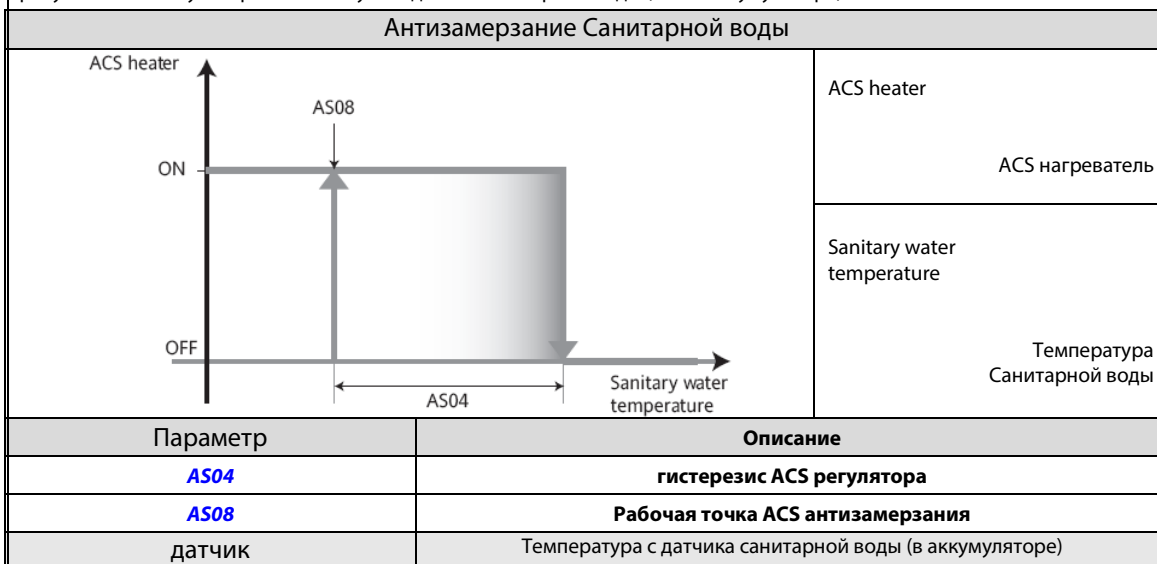 Антизамерзание Санитарной воды
ACS heater
AS08
ON
OFF
AS04
Sanitary water
temperature
ACS heater
ACS нагреватель
Sanitary water
temperature
Температура
Санитарной воды
Параметр Описание
AS04 гистерезис ACS регулятора
AS08 Рабочая точка ACS антизамерзания
датчик Температура с датчика санитарной воды (в аккумуляторе)